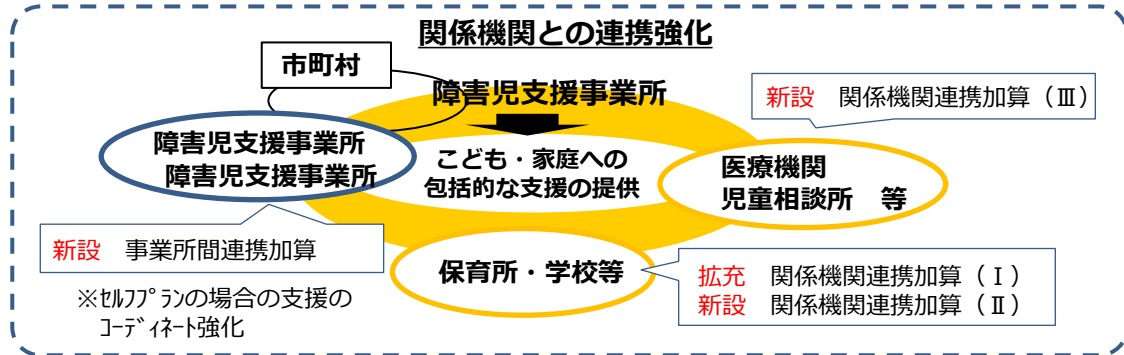 関係機関との連携強化
市町村
障害児支援事業所
新設 関係機関連携加算（Ⅲ）
障害児支援事業所
障害児支援事業所
こども・家庭への
包括的な支援の提供
医療機関
児童相談所 等
新設 事業所間連携加算
※ｾﾙﾌﾌﾟﾗﾝの場合の支援の
ｺｰﾃﾞｨﾈｰﾄ強化
保育所・学校等
拡充 関係機関連携加算（Ⅰ）
新設 関係機関連携加算（Ⅱ）